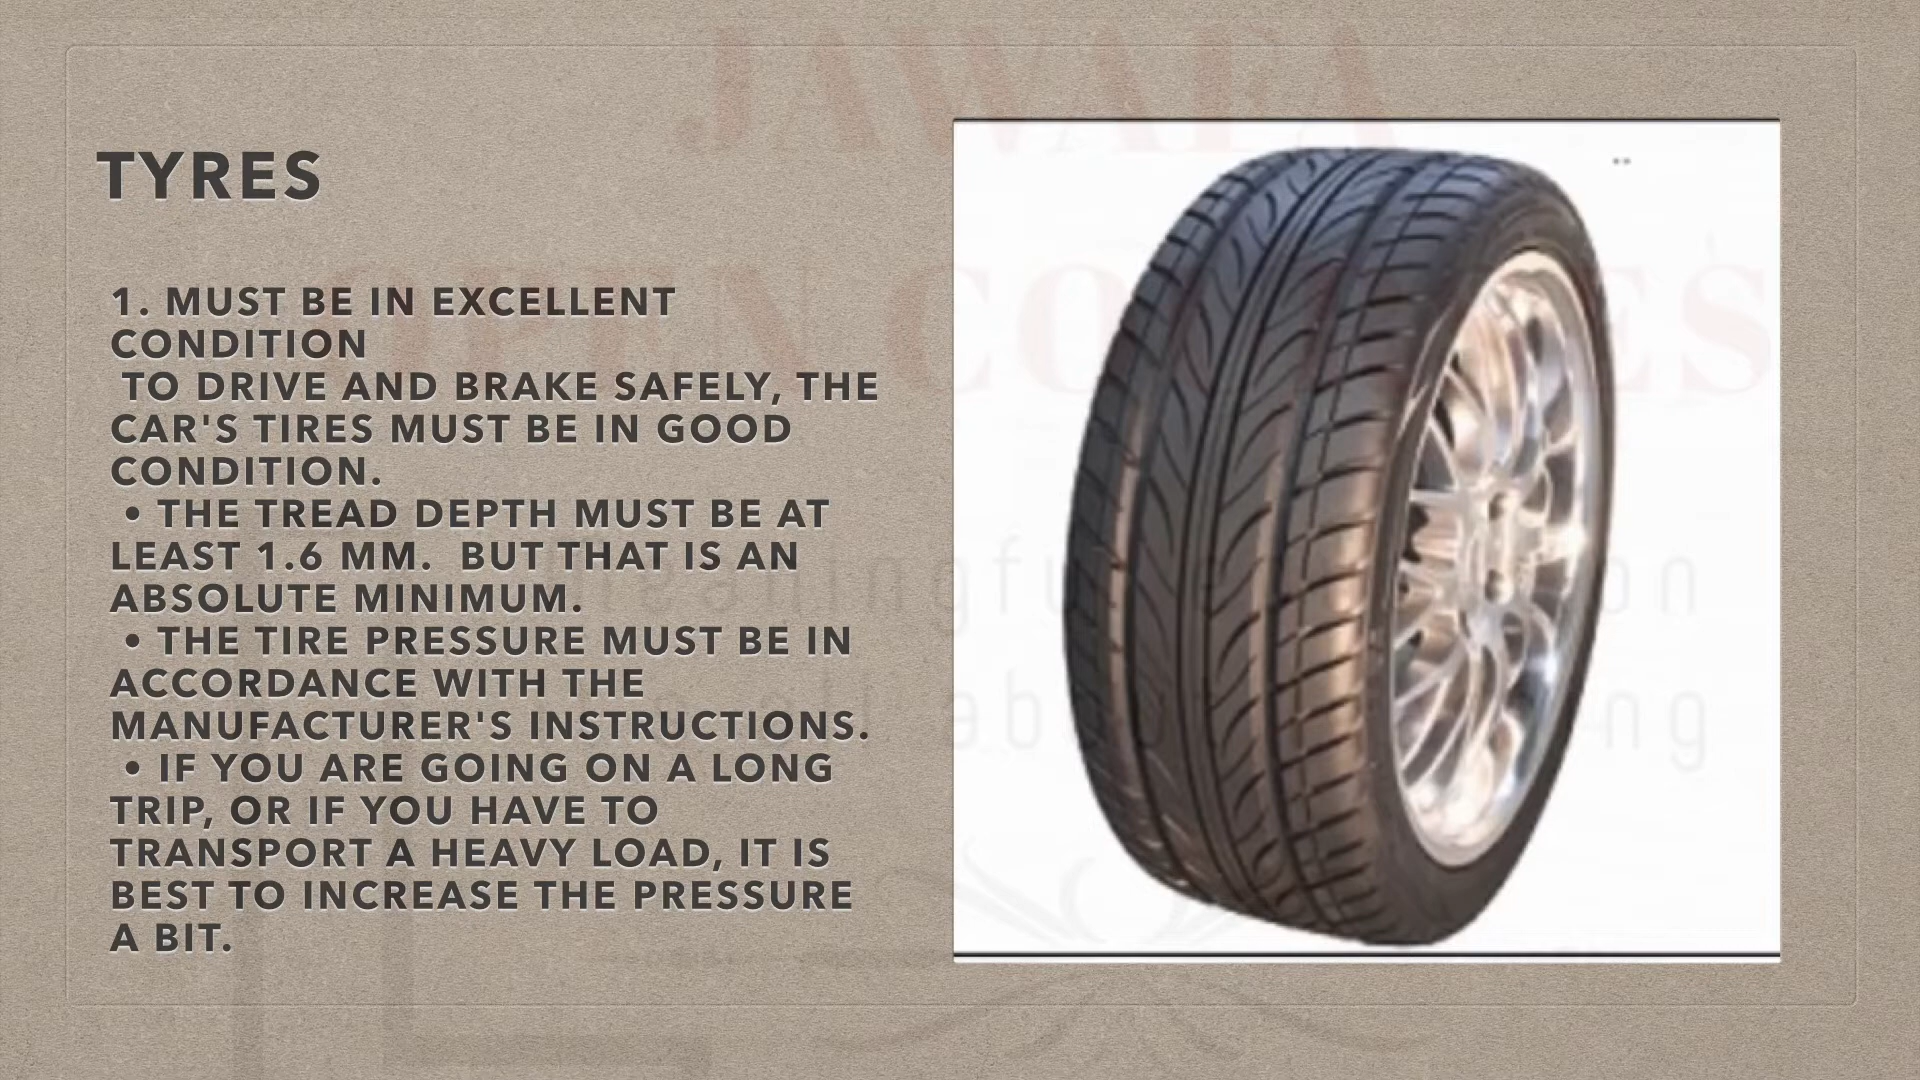 JAWAFA
TYRES
1. MUST BE IN EXCELLENT
CONDITION
TO DRIVE AND BRAKE SAFELY, THE
CAR'S TIRES MUST BE IN GOOD
CONDITION.
• THE TREAD DEPTH MUST BE AT
LEAST 1.6 MM. BUT THAT IS AN
ABSOLUTE MINIMUM.
• THE TIRE PRESSURE MUST BE IN
ACCORDANCE WITH THE
MANUFACTURER'S INSTRUCTIONS.
• IF YOU ARE GOING ON A LONG
TRIP, OR IF YOU HAVE TO
TRANSPORT A HEAVY LOAD, IT IS
BEST TO INCREASE THE PRESSURE
A BIT.